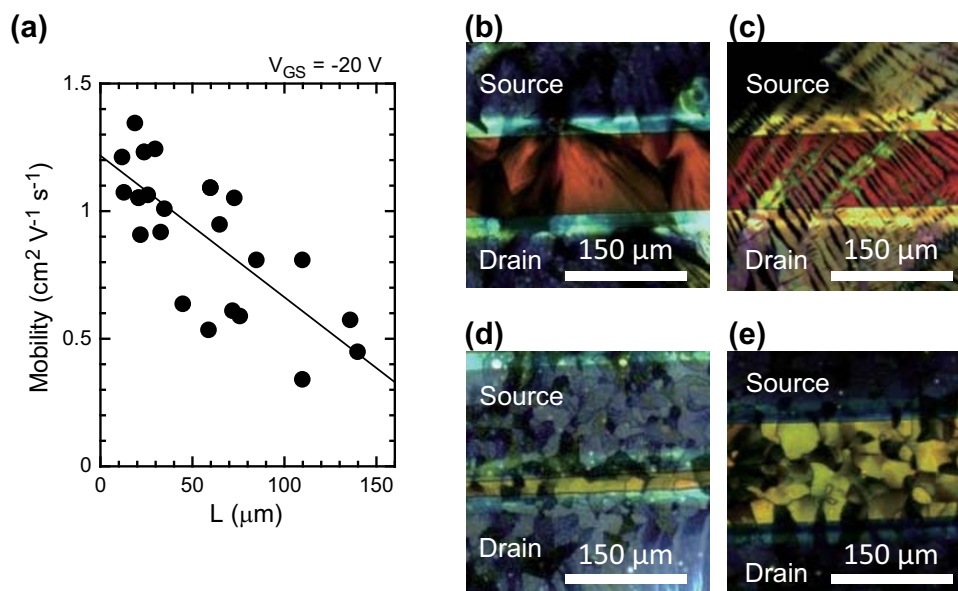 (a)
V_GS = -20 V
1.5
1
0.5
0
0 50 100 150
Mobility (cm² V⁻¹ s⁻¹)
L (μm)
(b)
Source
Drain
150 μm
(c)
Source
Drain
150 μm
(d)
Source
Drain
150 μm
(e)
Source
Drain
150 μm